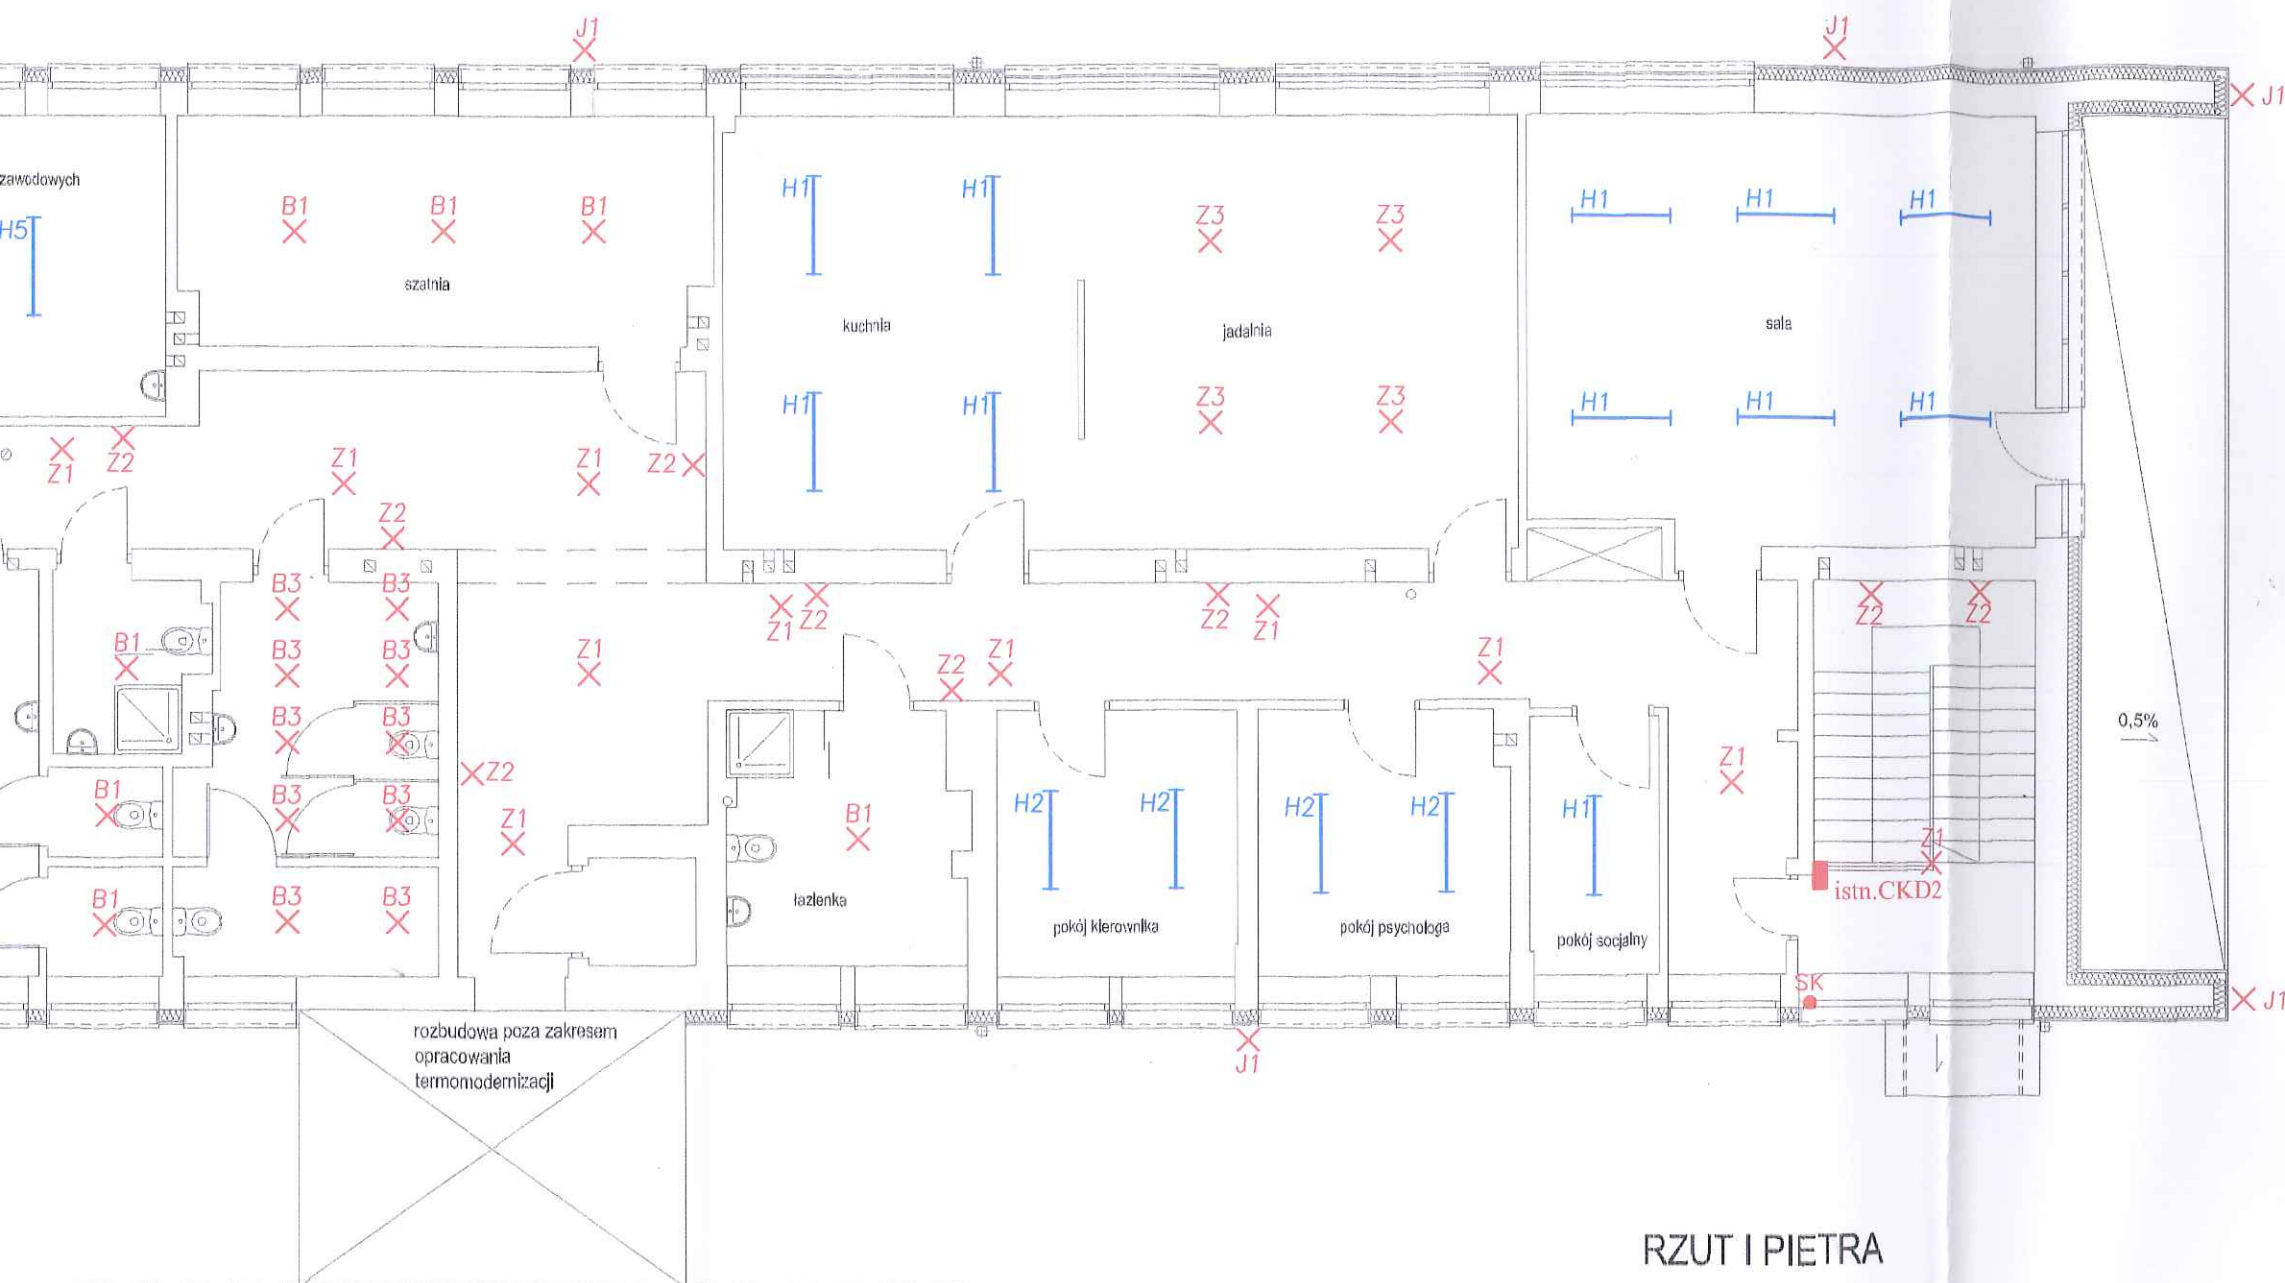 J1
J1
J1
zawodowych
H5
B1
B1
B1
szatnia
H1
H1
Z3
Z3
H1
H1
H1
kuchnia
jadalnia
sala
H1
H1
Z3
Z3
H1
H1
H1
Z1
Z2
Z1
Z1
Z2
Z2
B3
B3
Z1
Z2
Z2
Z1
Z2
Z2
B1
B3
B3
Z1
Z2
Z1
Z1
B3
B3
0,5%
Z2
Z1
B1
B3
B3
Z1
B1
H2
H2
H2
H2
H1
Z1
istn.CKD2
B1
B3
B3
łazienka
pokój kierownika
pokój psychologa
pokój socjalny
SK
J1
rozbudowa poza zakresem
opracowania
termomodernizacji
J1
RZUT I PIETRA